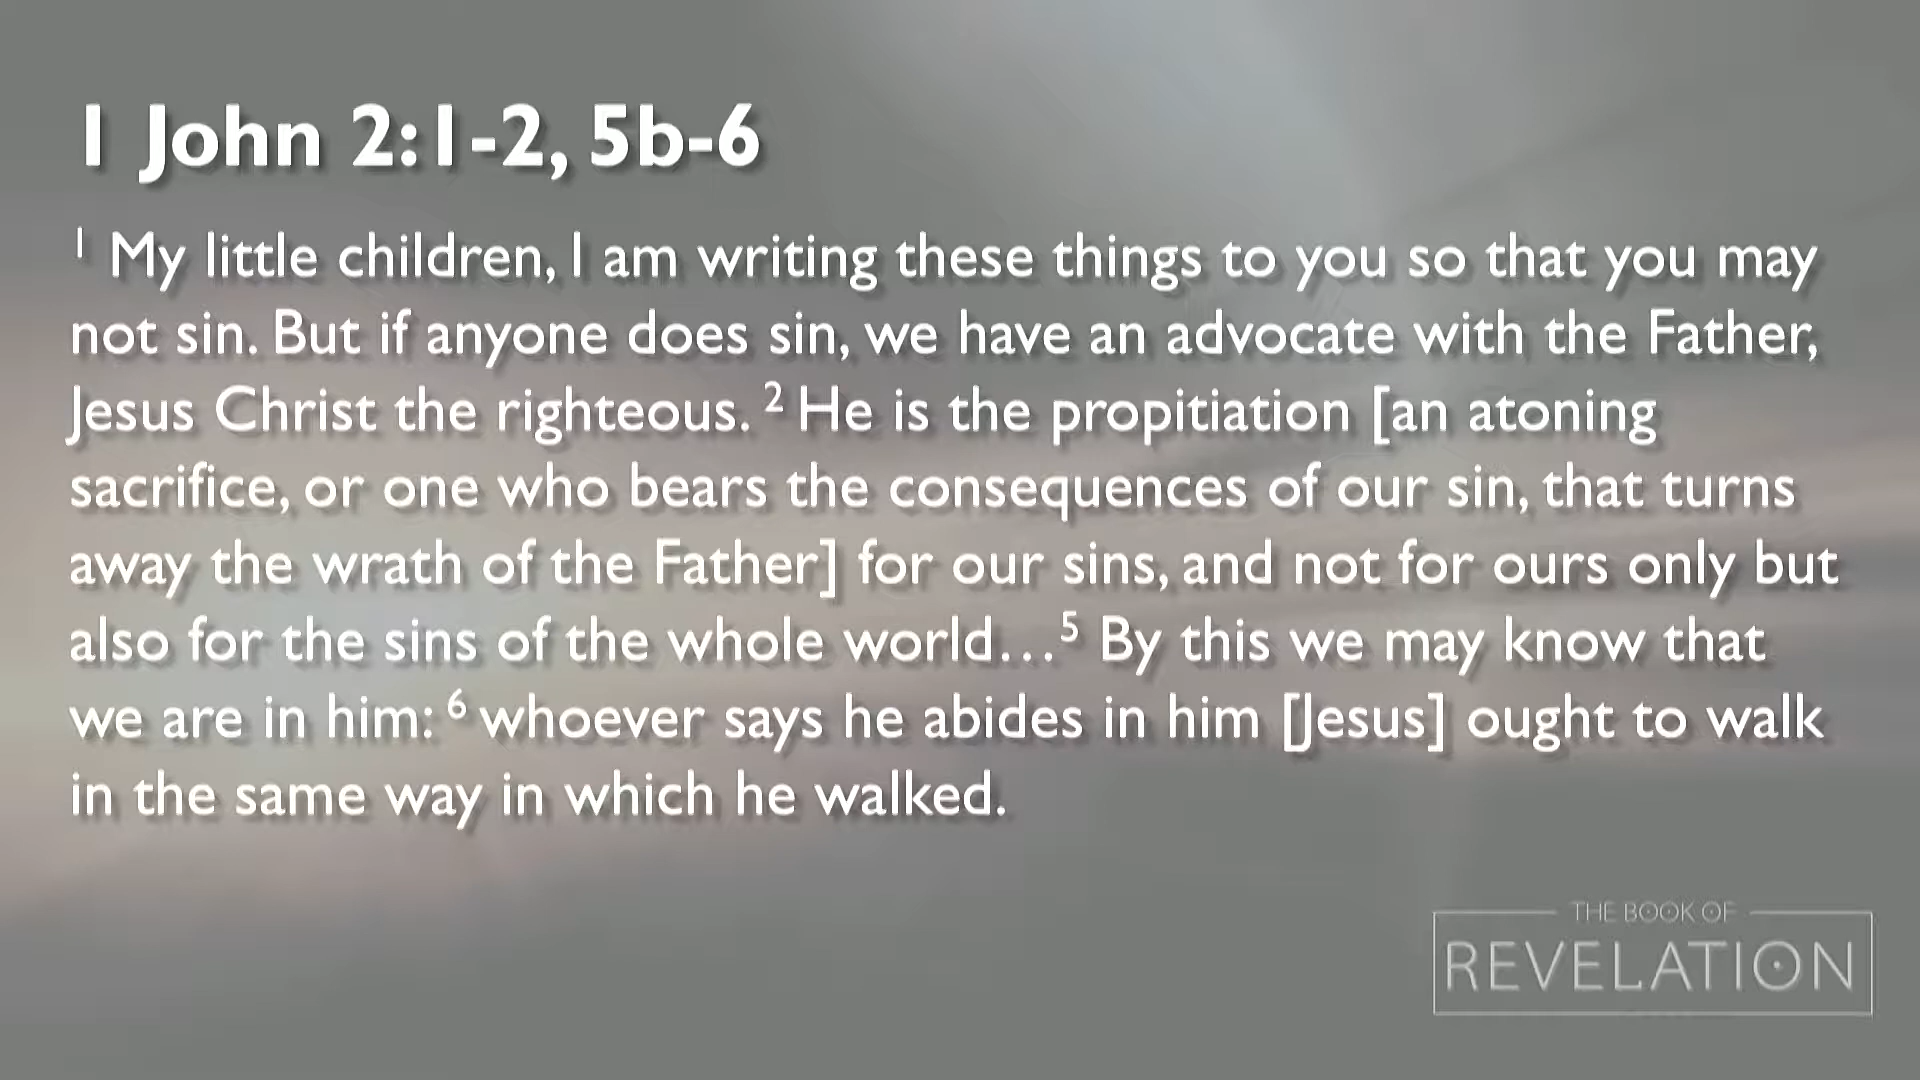 1 John 2:1-2, 5b-6
1 My little children, I am writing these things to you so that you may
not sin. But if anyone does sin, we have an advocate with the Father,
Jesus Christ the righteous. 2 He is the propitiation [an atoning
sacrifice, or one who bears the consequences of our sin, that turns
away the wrath of the Father] for our sins, and not for ours only but
also for the sins of the whole world…5 By this we may know that
we are in him: 6 whoever says he abides in him [Jesus] ought to walk
in the same way in which he walked.
THE BOOK OF
REVELATION